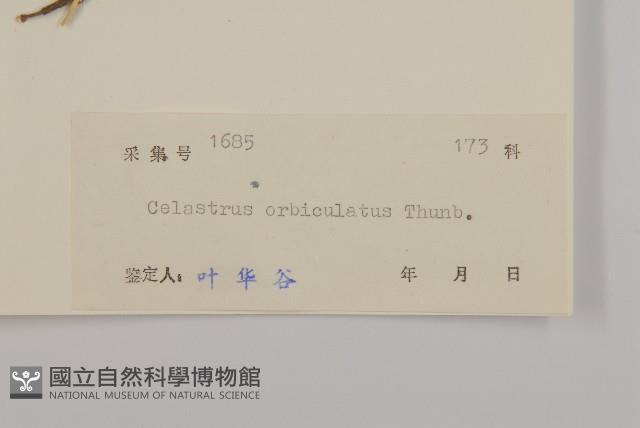 采集号 1685 173 科
Celastrus orbiculatus Thunb.
鉴定人: 叶华谷 年 月 日
國立自然科學博物館
NATIONAL MUSEUM OF NATURAL SCIENCE